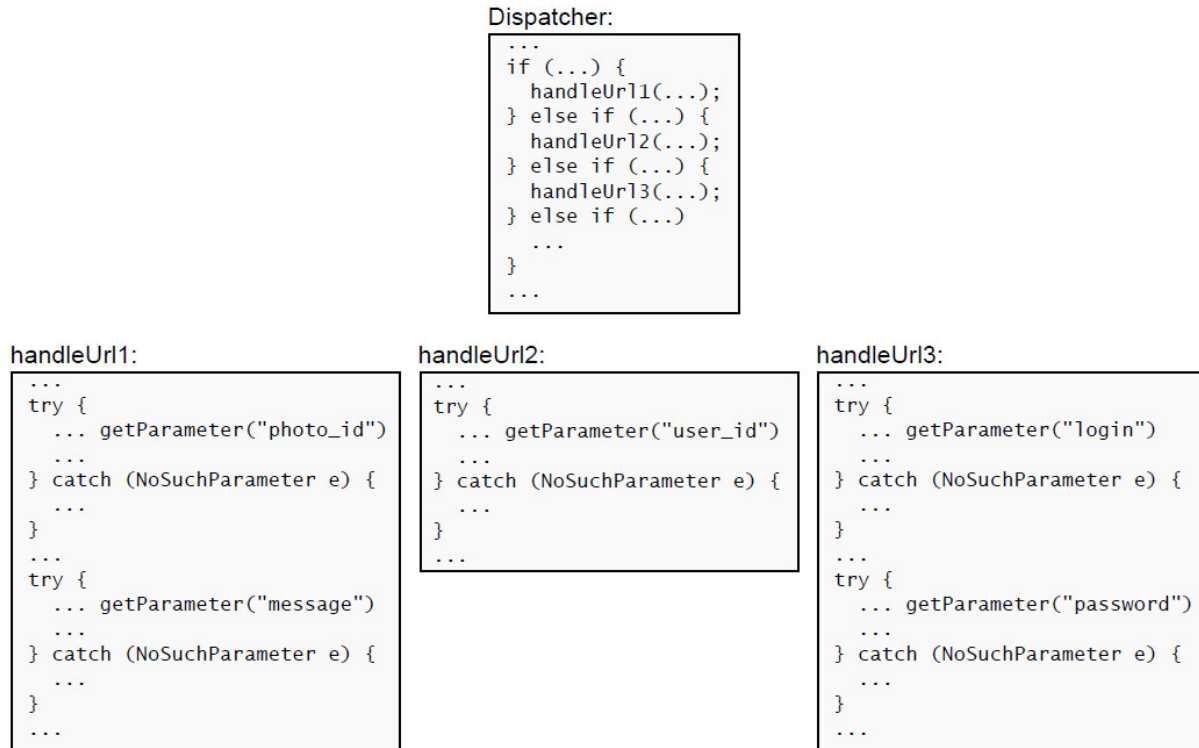 Dispatcher:
...
if (...) {
  handleUrl1(...);
} else if (...) {
  handleUrl2(...);
} else if (...) {
  handleUrl3(...);
} else if (...)
  ...
}
...
handleUrl1:
...
try {
  ... getParameter("photo_id")
  ...
} catch (NoSuchParameter e) {
  ...
}
...
try {
  ... getParameter("message")
  ...
} catch (NoSuchParameter e) {
  ...
}
...
handleUrl2:
...
try {
  ... getParameter("user_id")
  ...
} catch (NoSuchParameter e) {
  ...
}
...
handleUrl3:
...
try {
  ... getParameter("login")
  ...
} catch (NoSuchParameter e) {
  ...
}
...
try {
  ... getParameter("password")
  ...
} catch (NoSuchParameter e) {
  ...
}
...